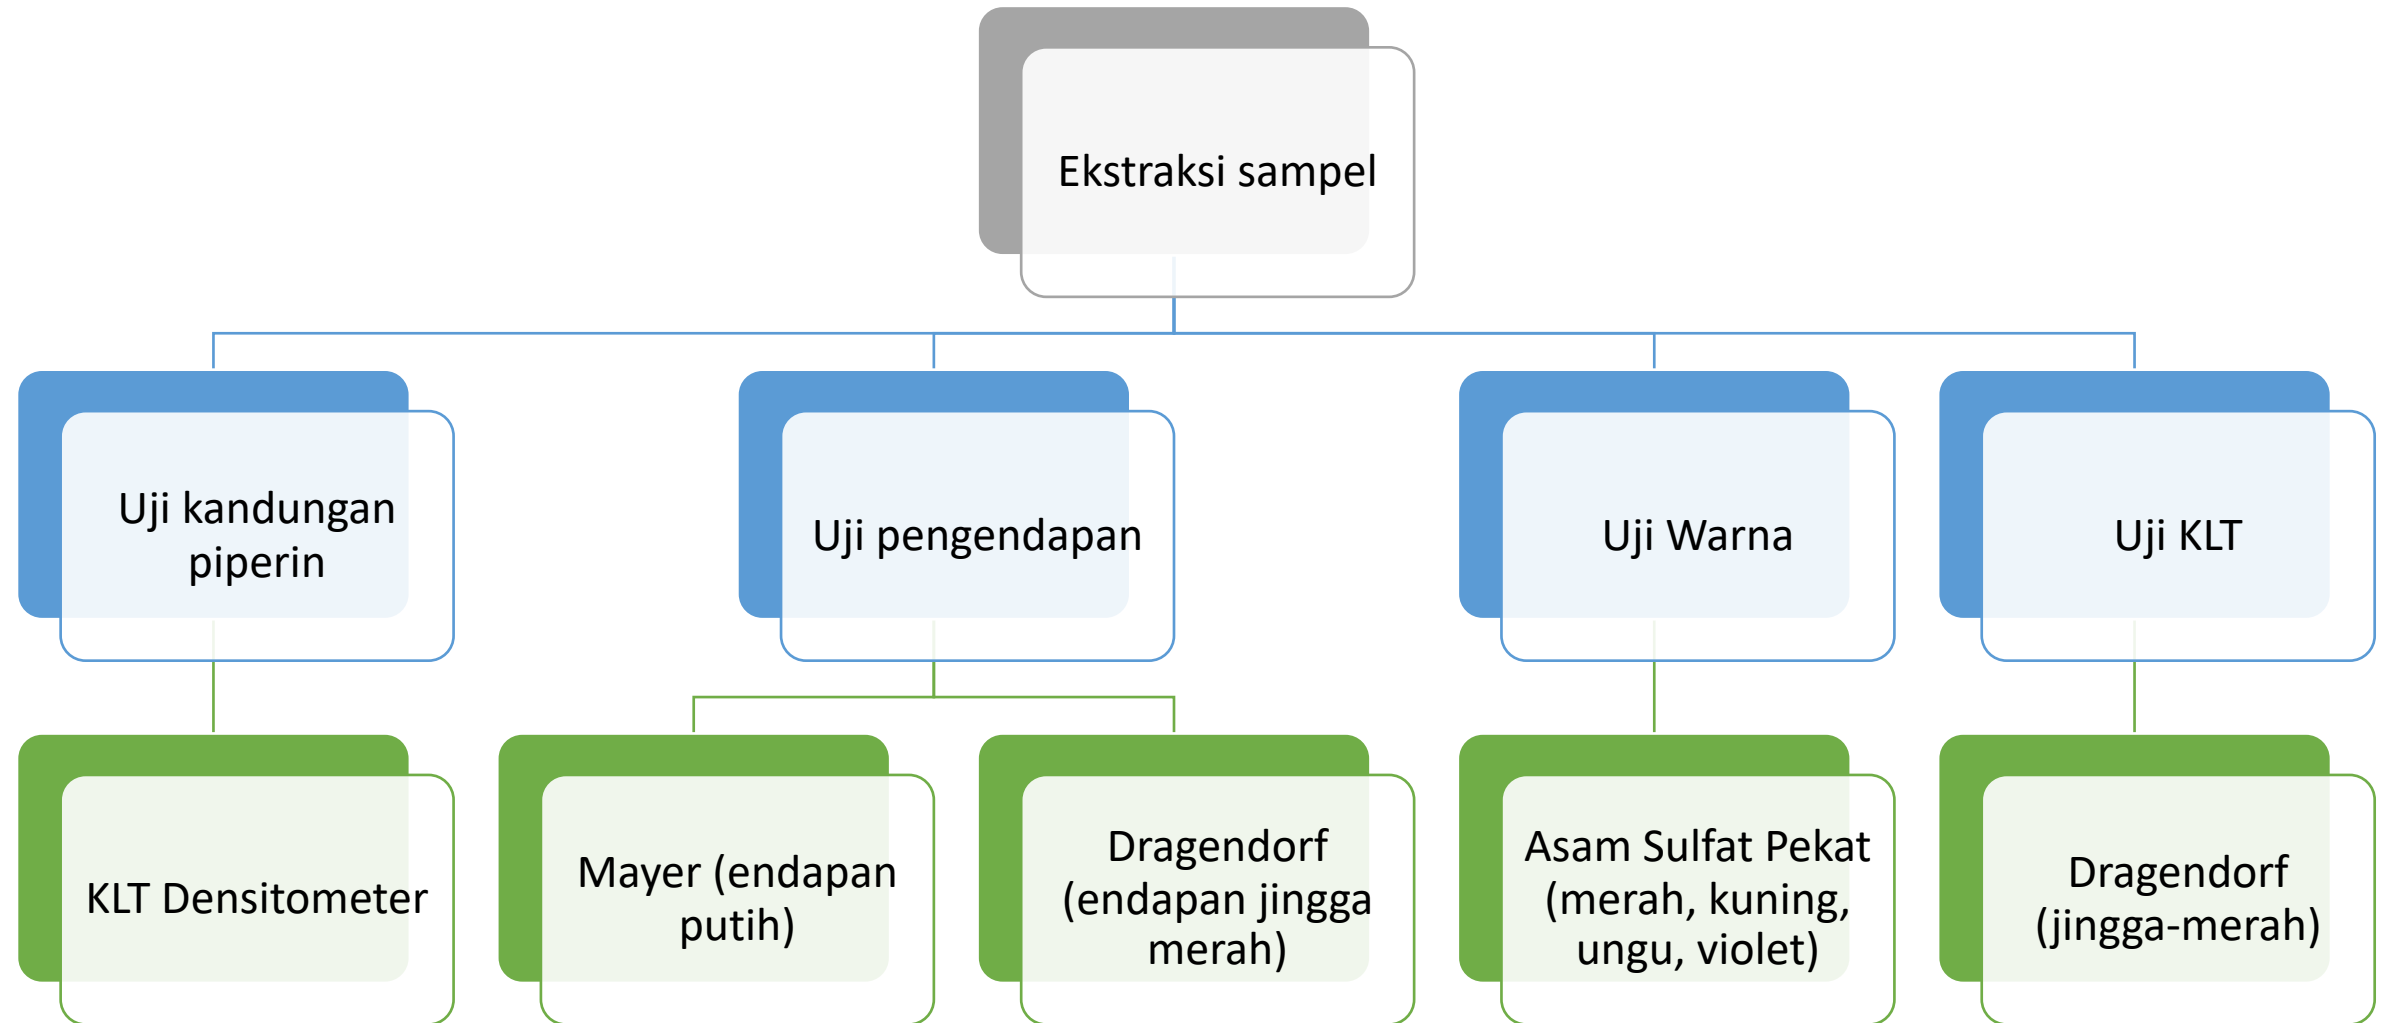 Ekstraksi sampel
Uji kandungan
piperin
Uji pengendapan
Uji Warna
Uji KLT
KLT Densitometer
Mayer (endapan
putih)
Dragendorf
(endapan jingga
merah)
Asam Sulfat Pekat
(merah, kuning,
ungu, violet)
Dragendorf
(jingga-merah)